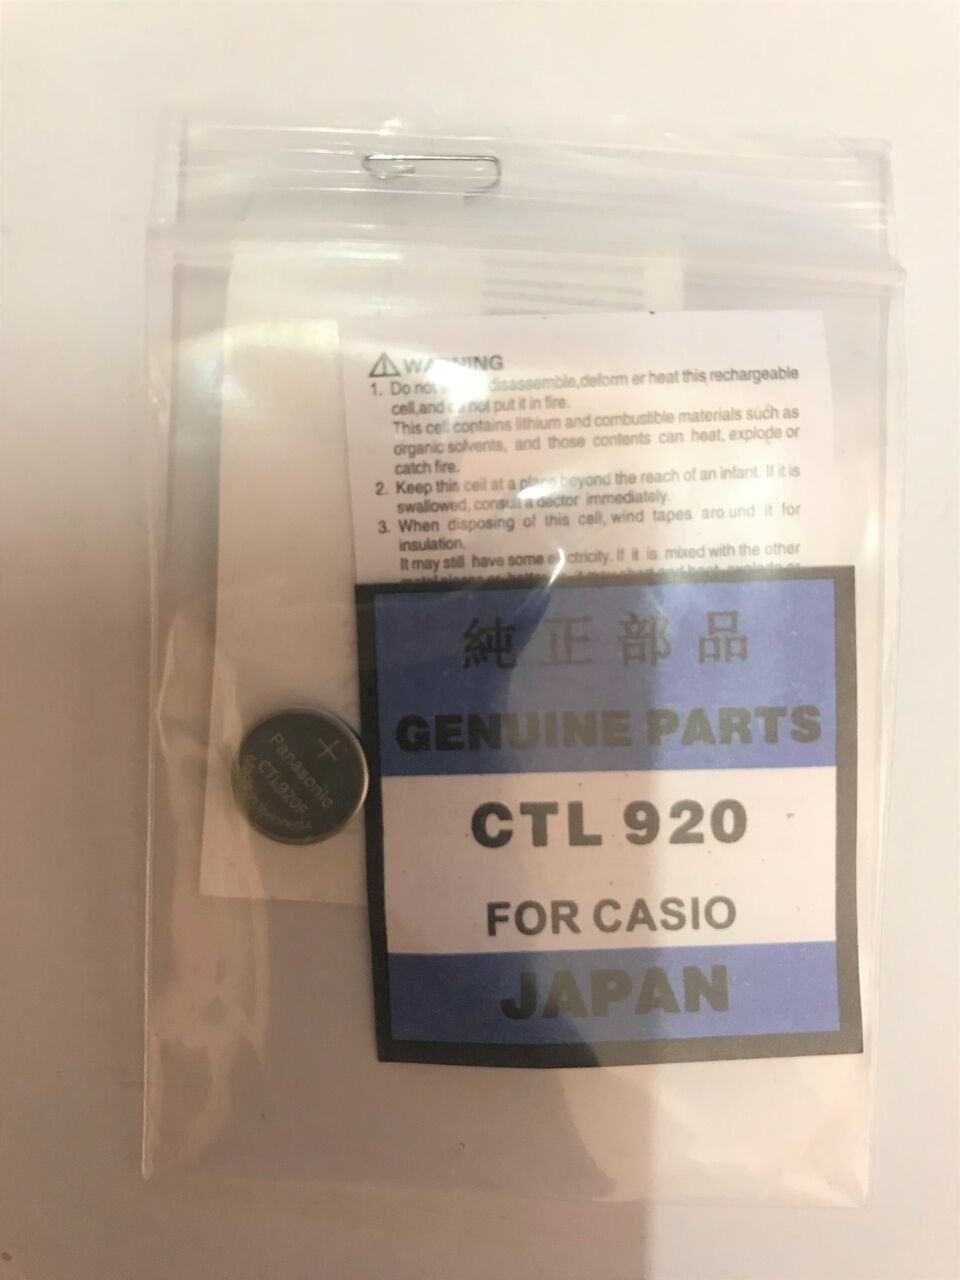 WARNING
1. Do not disassemble,deform er heat this rechargeable
cell,and do not put it in fire.
This cell contains lithium and combustible materials such as
organic solvents, and those contents can heat, explode or
catch fire.
2. Keep this ceil at a place beyond the reach of an infant. If it is
swallowed, consult a doctor immediately.
3. When disposing of this cell, wind tapes aro und it for
insulation.
It may still have some electricity. If it is mixed with the other
純正部品
GENUINE PARTS
CTL 920
FOR CASIO
JAPAN
+
Panasonic
CTL920F
Indonesia